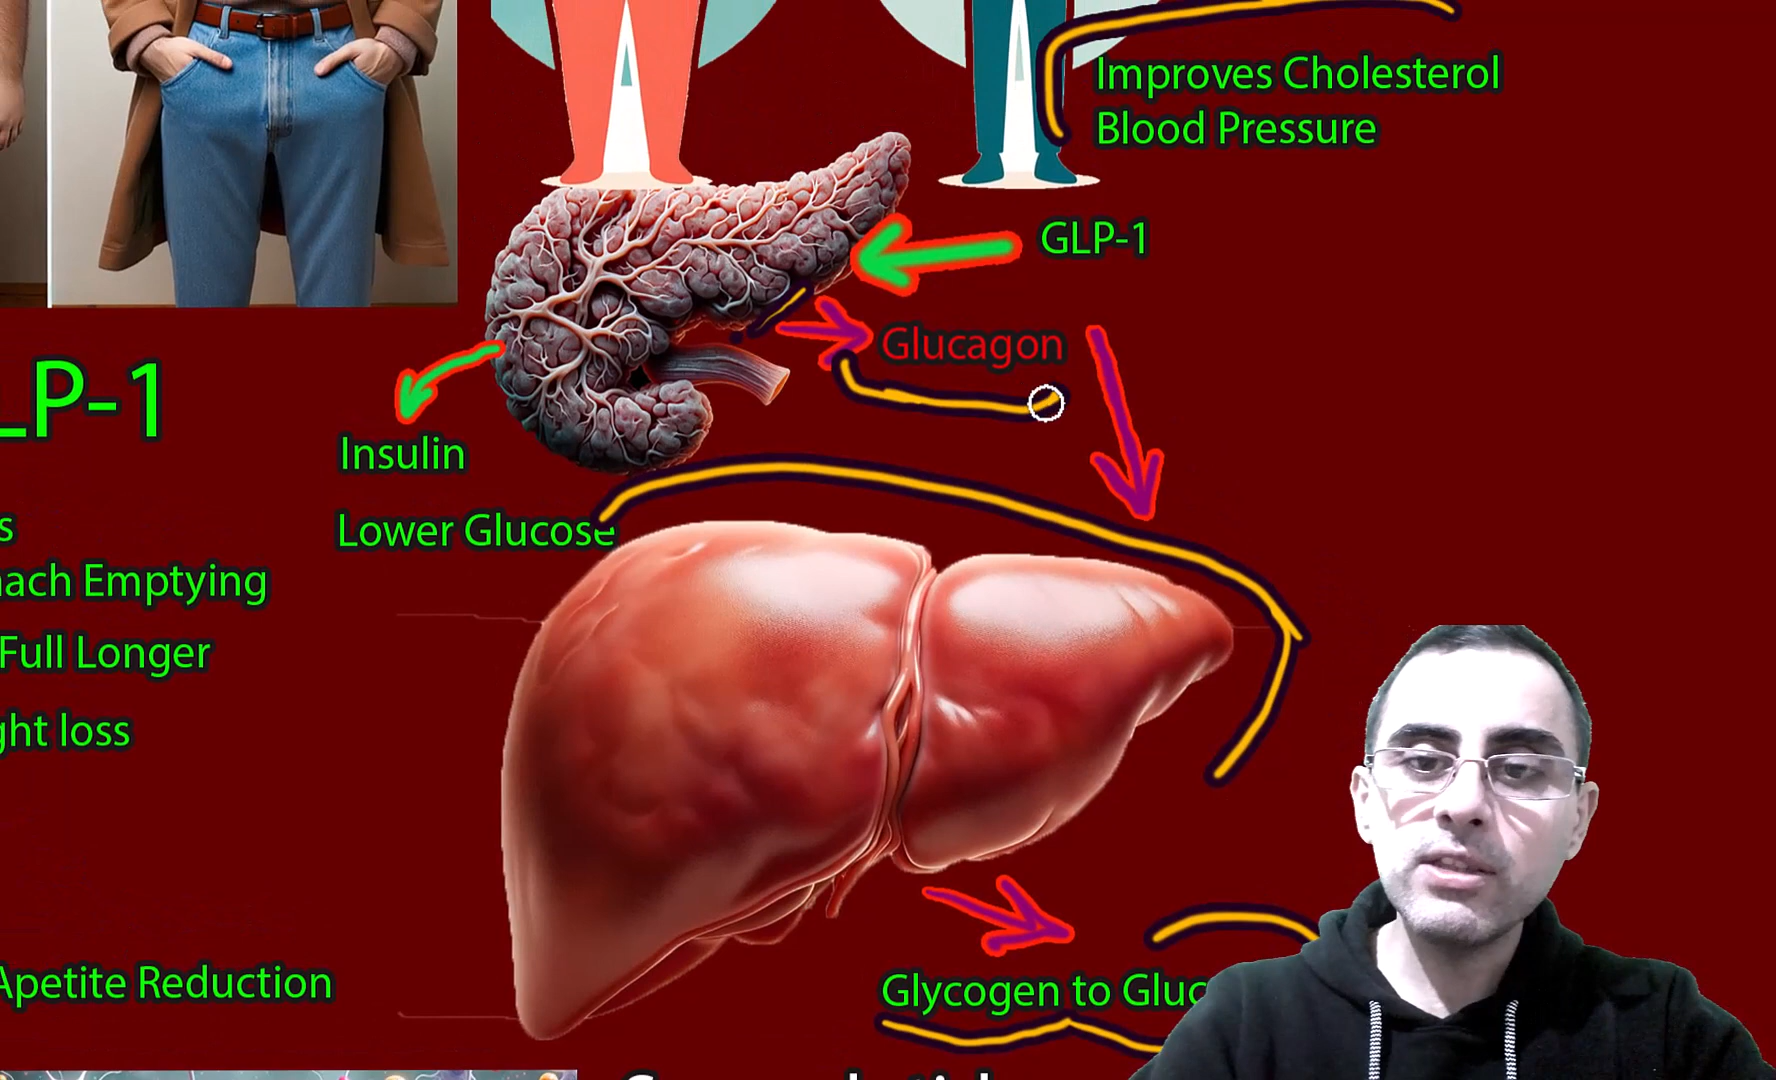 Improves Cholesterol
Blood Pressure
GLP-1
Glucagon
LP-1
Insulin
Lower Glucose
s
ach Emptying
Full Longer
ght loss
Apetite Reduction
Glycogen to Gluc